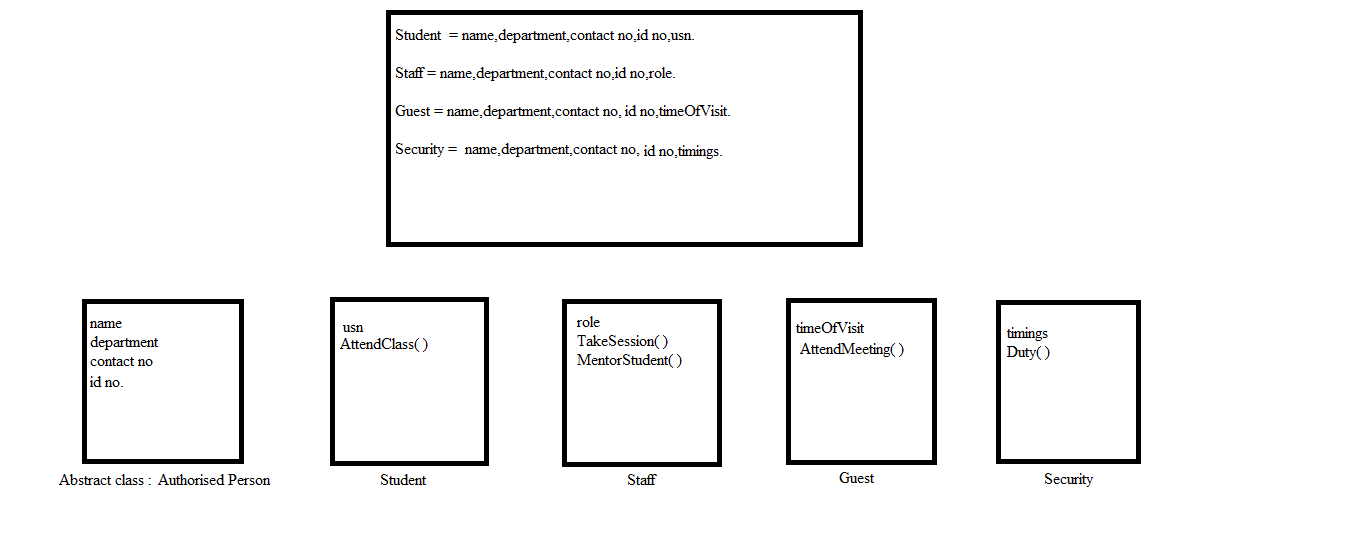 Student = name,department,contact no,id no,usn.
Staff = name,department,contact no,id no,role.
Guest = name,department,contact no, id no,timeOfVisit.
Security = name,department,contact no, id no,timings.
name
department
contact no
id no.
Abstract class : Authorised Person
usn
AttendClass( )
Student
role
TakeSession( )
MentorStudent( )
Staff
timeOfVisit
AttendMeeting( )
Guest
timings
Duty( )
Security